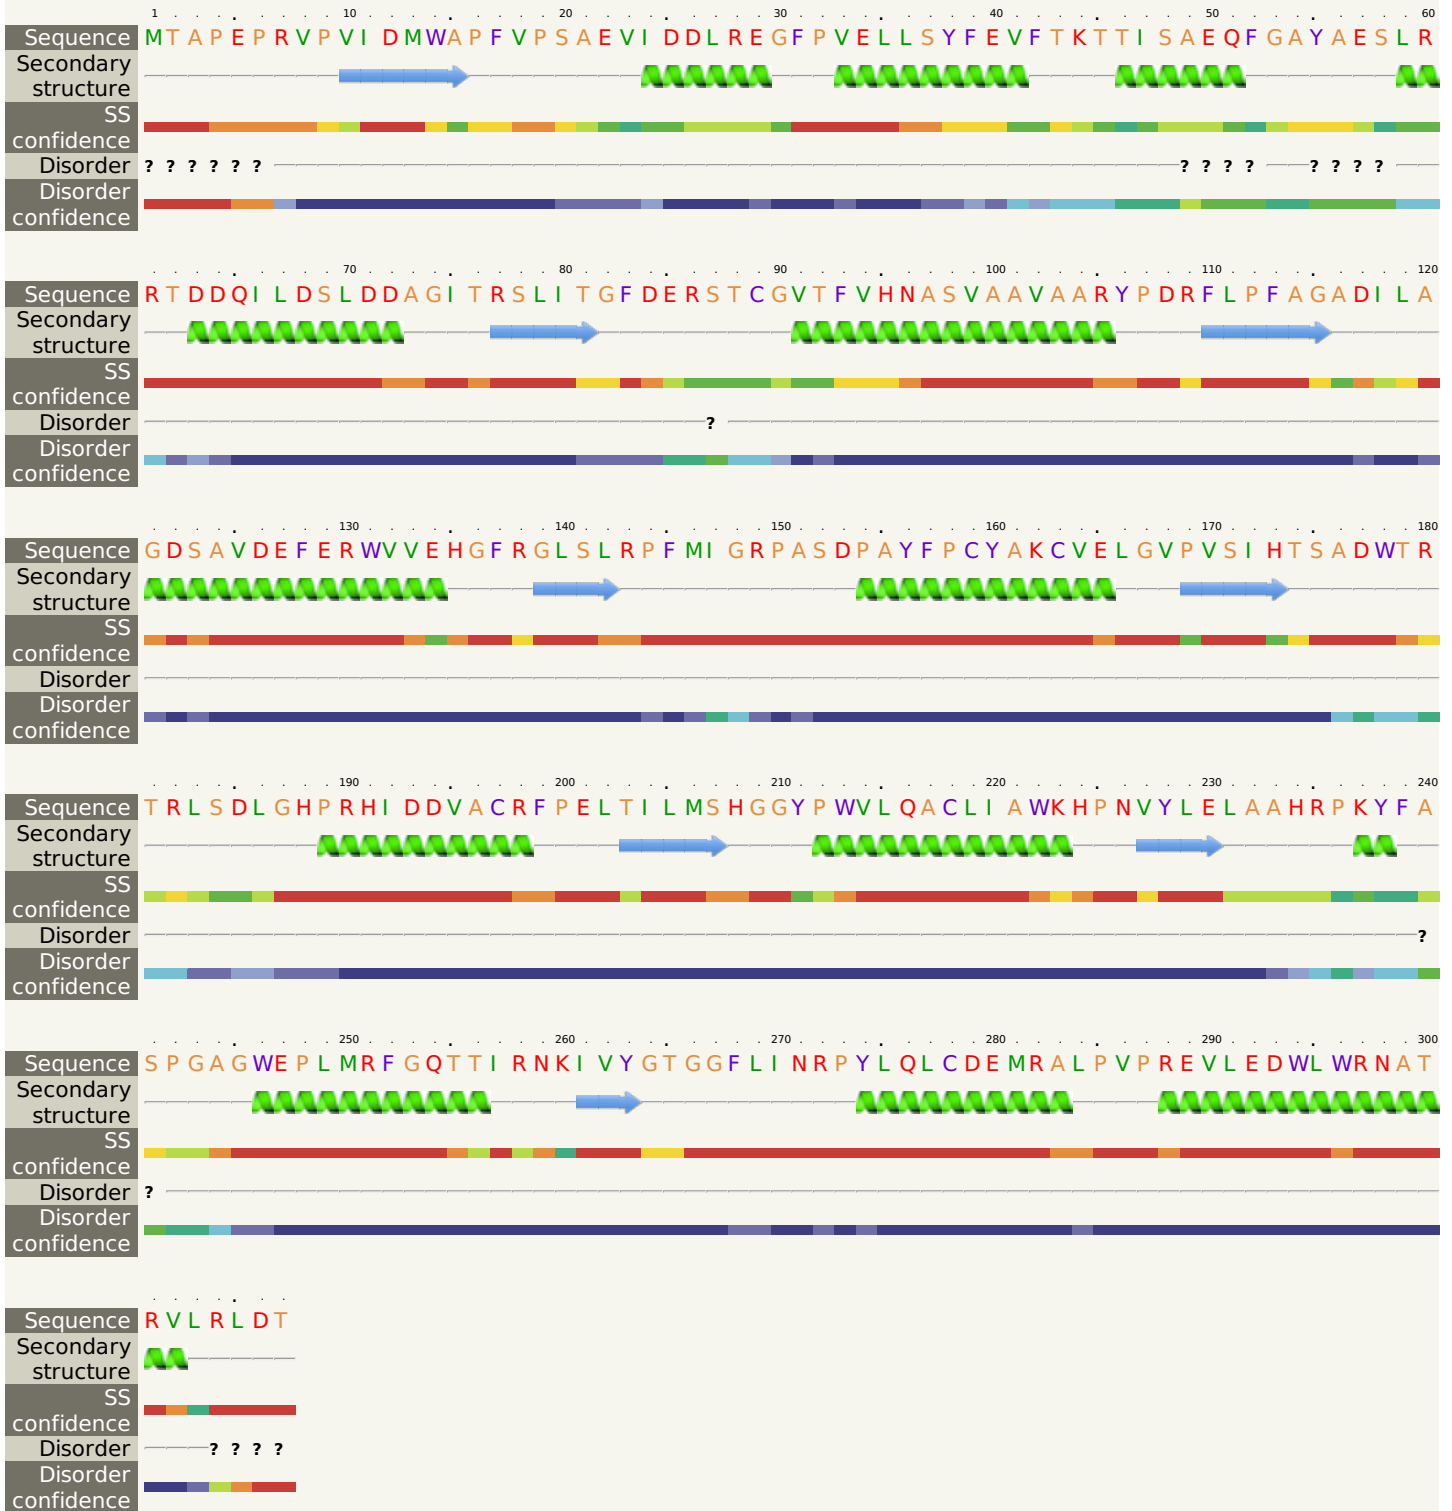 1 10 20 30 40 50 60
Sequence MTAPEPRVPVIDMWAPFVPSAEVIDDLREGFPVELLSYFEVFTKTTISAEQFGAYAESLR
Secondary
structure
SS
confidence
Disorder ? ? ? ? ? ? ? ? ? ? ? ? ? ?
Disorder
confidence
70 80 90 100 110 120
Sequence RTDDQILDSLDDAGITRSLITGFDERSTCGVTFVHNASVAAVAARYPDRFLPFAGADILA
Secondary
structure
SS
confidence
Disorder ?
Disorder
confidence
130 140 150 160 170 180
Sequence GDSAVDEFERWVVEHGFRGLSLRPFMIGRPASDPAYFPCYAKCVELGVPVSIHTSADWTR
Secondary
structure
SS
confidence
Disorder
Disorder
confidence
190 200 210 220 230 240
Sequence TRLSDLGHPRHIDDVACRFPELTILMSHGGYPWVLQACLIAWKHPNVYLELAAHRPKYFA
Secondary
structure
SS
confidence
Disorder ?
Disorder
confidence
250 260 270 280 290 300
Sequence SPGAGWEPLMRFGQTTIRNKIVYGTGGFLINRPYLQLCDEMRALPVPREVLEDWLWRNAT
Secondary
structure
SS
confidence
Disorder ?
Disorder
confidence
Sequence RVLRLDT
Secondary
structure
SS
confidence
Disorder ? ? ? ?
Disorder
confidence